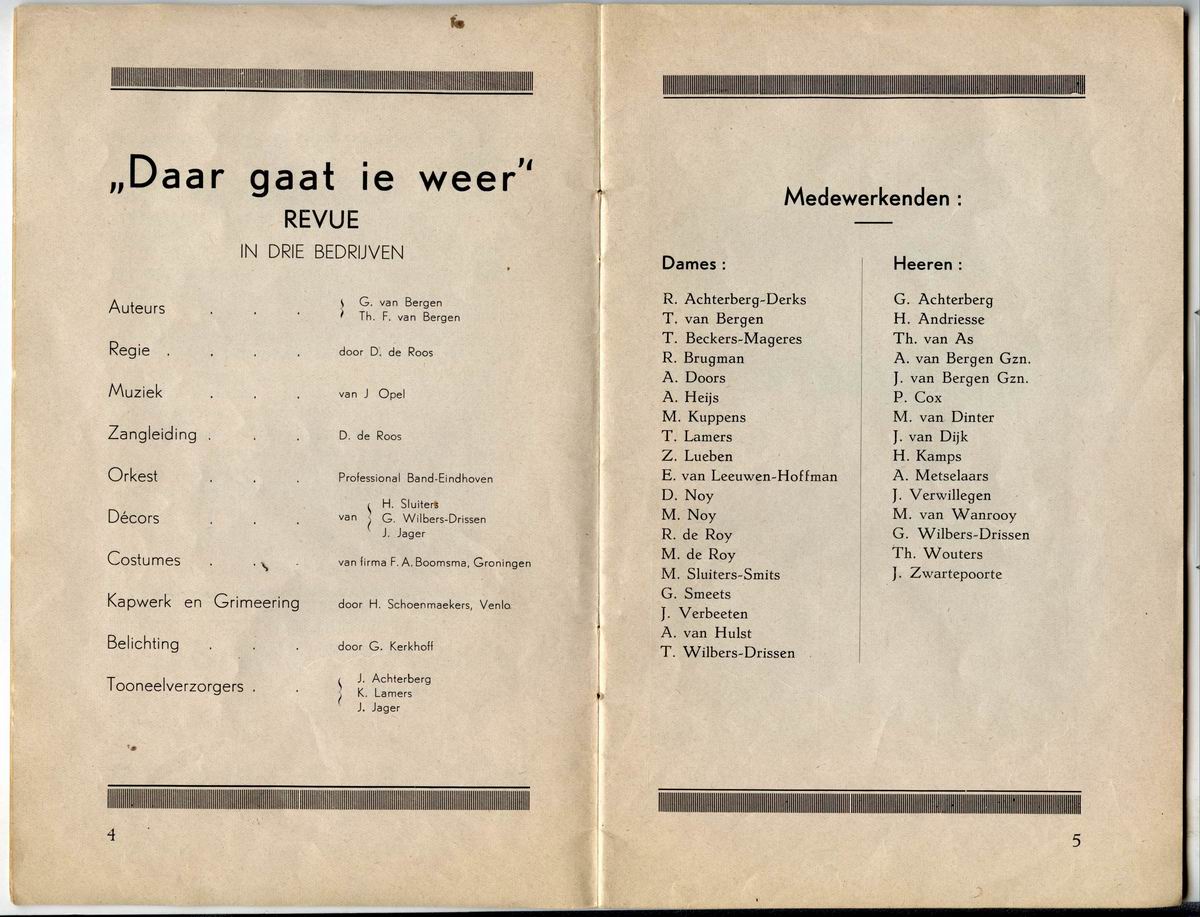 „Daar gaat ie weer"
REVUE
IN DRIE BEDRIJVEN
Auteurs . . . G. van Bergen
Th. F. van Bergen
Regie . . . . door D. de Roos
Muziek . . . van J Opel
Zangleiding . . . D. de Roos
Orkest . . . Professional Band-Eindhoven
Décors . . . van H. Sluiters
G. Wilbers-Drissen
J. Jager
Costumes . . . van firma F. A. Boomsma, Groningen
Kapwerk en Grimeering door H. Schoenmaekers, Venlo
Belichting . . . door G. Kerkhoff
Tooneelverzorgers . . J. Achterberg
K. Lamers
J. Jager
4
Medewerkenden :
Dames :
R. Achterberg-Derks
T. van Bergen
T. Beckers-Mageres
R. Brugman
A. Doors
A. Heijs
M. Kuppens
T. Lamers
Z. Lueben
E. van Leeuwen-Hoffman
D. Noy
M. Noy
R. de Roy
M. de Roy
M. Sluiters-Smits
G. Smeets
J. Verbeeten
A. van Hulst
T. Wilbers-Drissen
Heeren :
G. Achterberg
H. Andriesse
Th. van As
A. van Bergen Gzn.
J. van Bergen Gzn.
P. Cox
M. van Dinter
J. van Dijk
H. Kamps
A. Metselaars
J. Verwillegen
M. van Wanrooy
G. Wilbers-Drissen
Th. Wouters
J. Zwartepoorte
5